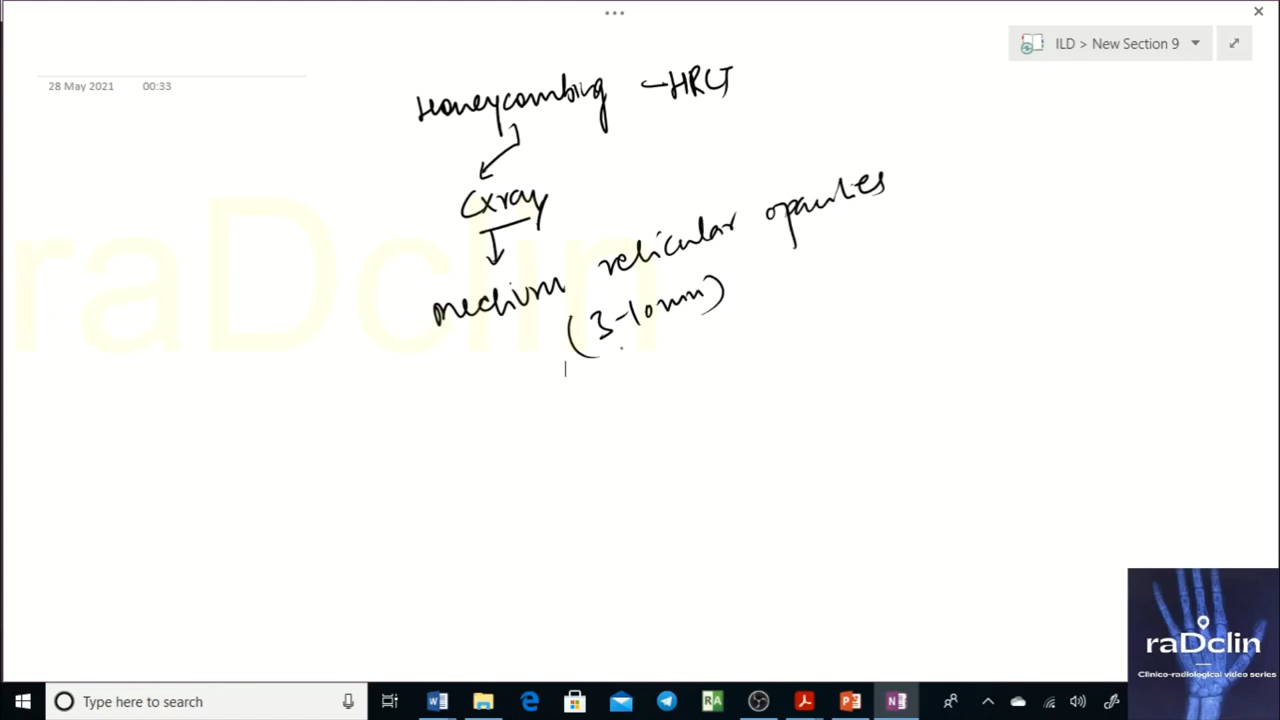 ILD > New Section 9
28 May 2021 00:33
Honeycombing - HRCT
Cxray
medium reticular opacities
(3-10mm)
raDclin
raDclin
Clinico-radiological video series
Type here to search